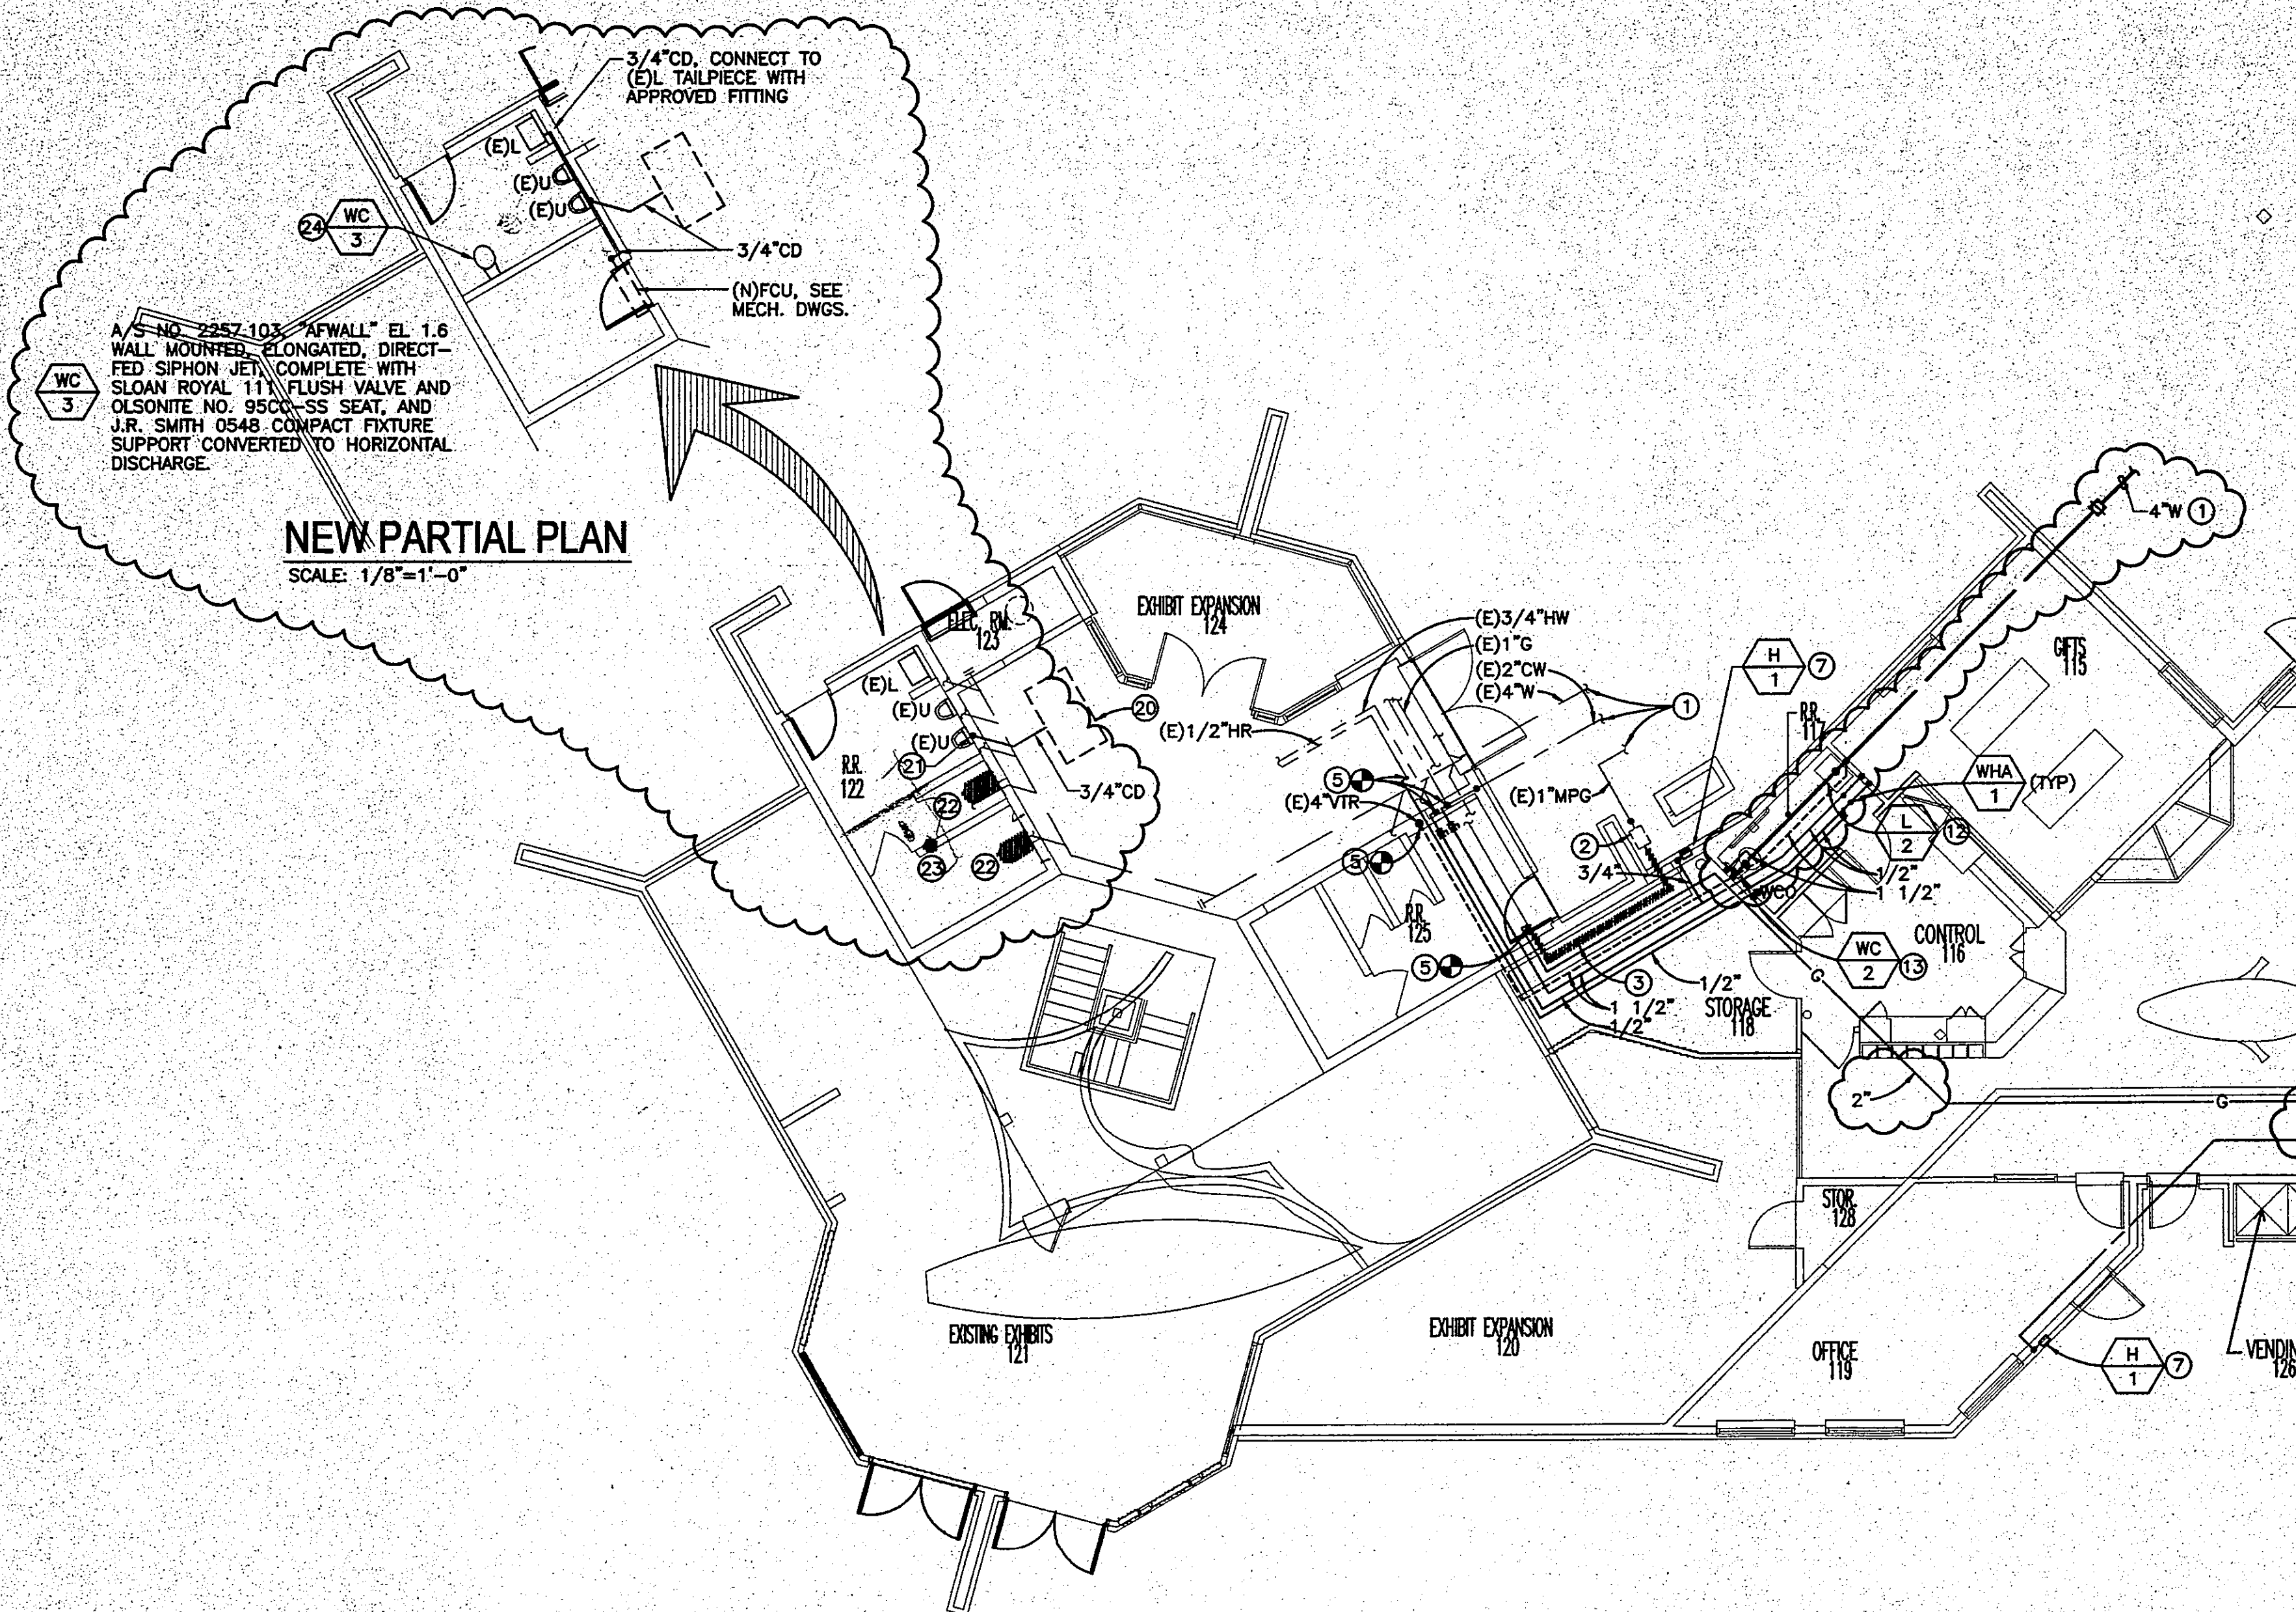 3/4"CD, CONNECT TO
(E)L TAILPIECE WITH
APPROVED FITTING
(E)L
(E)U
(E)U
24
WC
3
3/4"CD
(N)FCU, SEE
MECH. DWGS.
WC
3
A/S NO. 2257.103, "AFWALL" EL 1.6
WALL MOUNTED, ELONGATED, DIRECT-
FED SIPHON JET, COMPLETE WITH
SLOAN ROYAL 111 FLUSH VALVE AND
OLSONITE NO. 95CC-SS SEAT, AND
J.R. SMITH 0548 COMPACT FIXTURE
SUPPORT CONVERTED TO HORIZONTAL
DISCHARGE.
NEW PARTIAL PLAN
SCALE: 1/8"=1'-0"
4"W
1
ELEC. RM.
123
EXHIBIT EXPANSION
124
(E)3/4"HW
(E)1"G
(E)2"CW
(E)4"W
1
H
1
7
GIFTS
115
(E)L
(E)U
(E)U
20
(E)1/2"HR
R.R.
117
21
R.R.
122
22
3/4"CD
5
(E)4"VTR
(E)1"MPG
WHA
1
(TYP)
L
2
12
23
22
5
2
3/4"
1/2"
1 1/2"
WCO
R.R.
125
CONTROL
116
WC
2
13
5
3
1/2"
G
1 1/2"
1/2"
STORAGE
118
2"
G
STOR.
128
EXISTING EXHIBITS
121
EXHIBIT EXPANSION
120
OFFICE
119
H
1
7
VENDIN
126